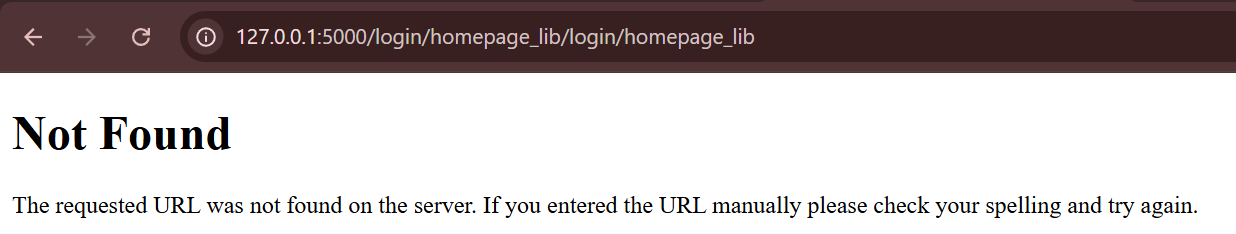 127.0.0.1:5000/login/homepage_lib/login/homepage_lib
Not Found
The requested URL was not found on the server. If you entered the URL manually please check your spelling and try again.